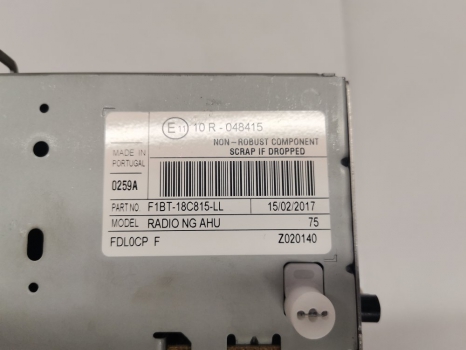 E11 10 R - 048415
NON-ROBUST COMPONENT
SCRAP IF DROPPED
MADE IN
PORTUGAL
0259A
PART NO. F1BT-18C815-LL 15/02/2017
MODEL RADIO NG AHU 75
FDL0CP F Z020140